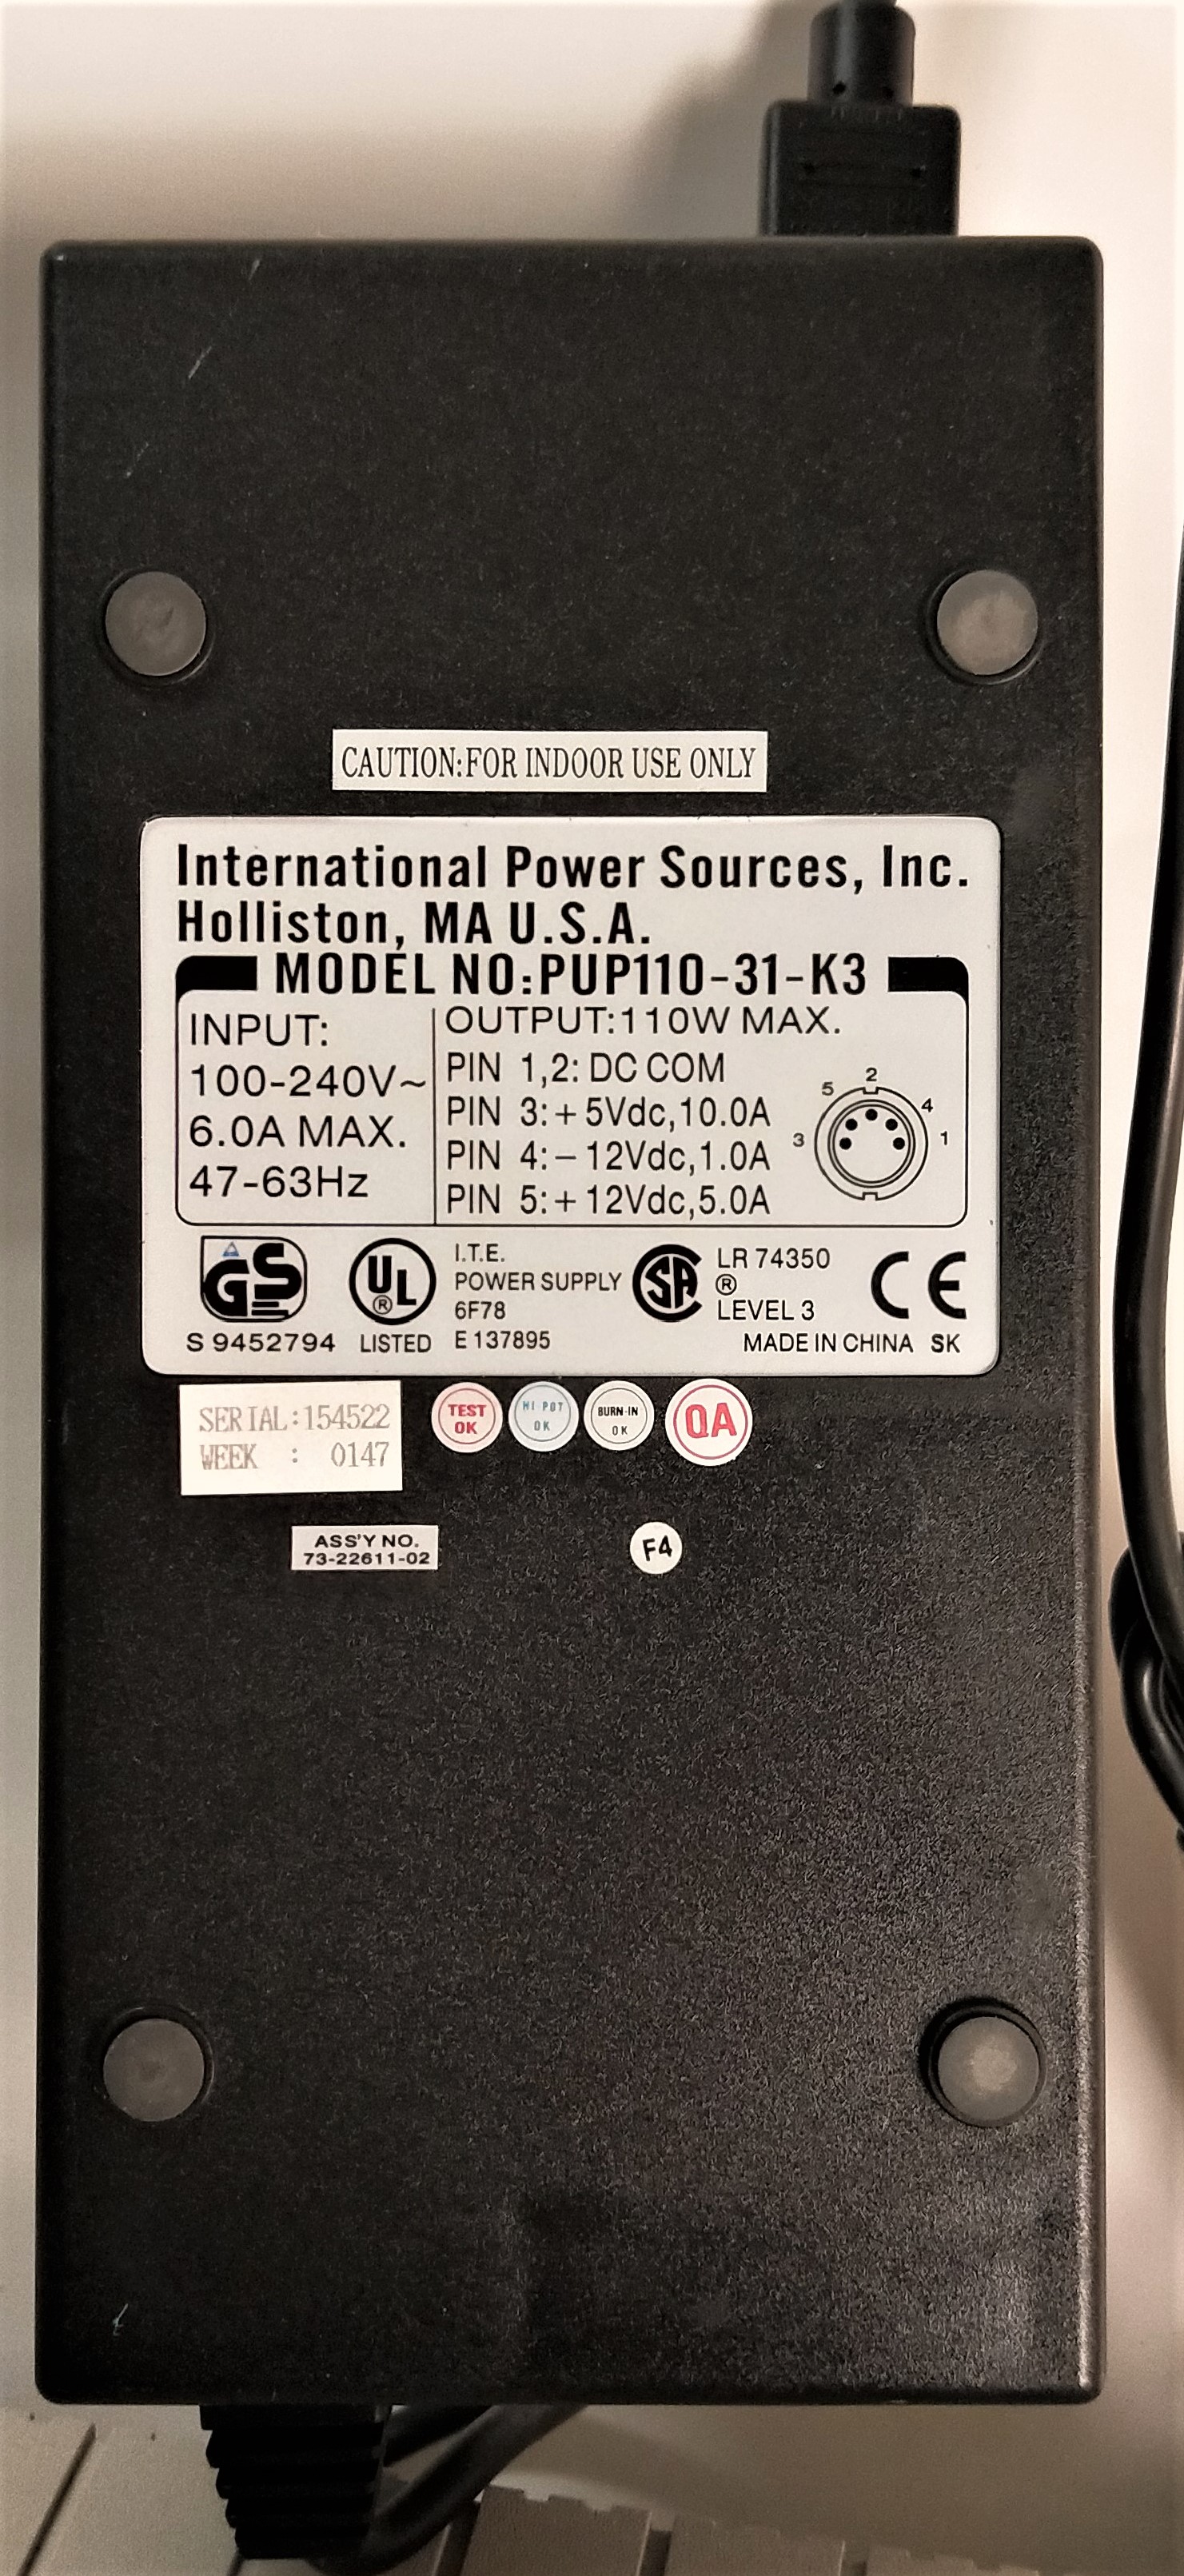 CAUTION:FOR INDOOR USE ONLY
International Power Sources, Inc.
Holliston, MA U.S.A.
MODEL NO:PUP110-31-K3
INPUT:
100-240V~
6.0A MAX.
47-63Hz
OUTPUT:110W MAX.
PIN 1,2: DC COM
PIN 3:+5Vdc,10.0A
PIN 4:-12Vdc,1.0A
PIN 5:+12Vdc,5.0A
2
5
4
3
1
GS
S 9452794
UL
®
LISTED
I.T.E.
POWER SUPPLY
6F78
E137895
SA
LR 74350
®
LEVEL 3
CE
MADE IN CHINA SK
SERIAL:154522
WEEK : 0147
TEST
OK
HI POT
OK
BURN-IN
OK
QA
ASS'Y NO.
73-22611-02
F4